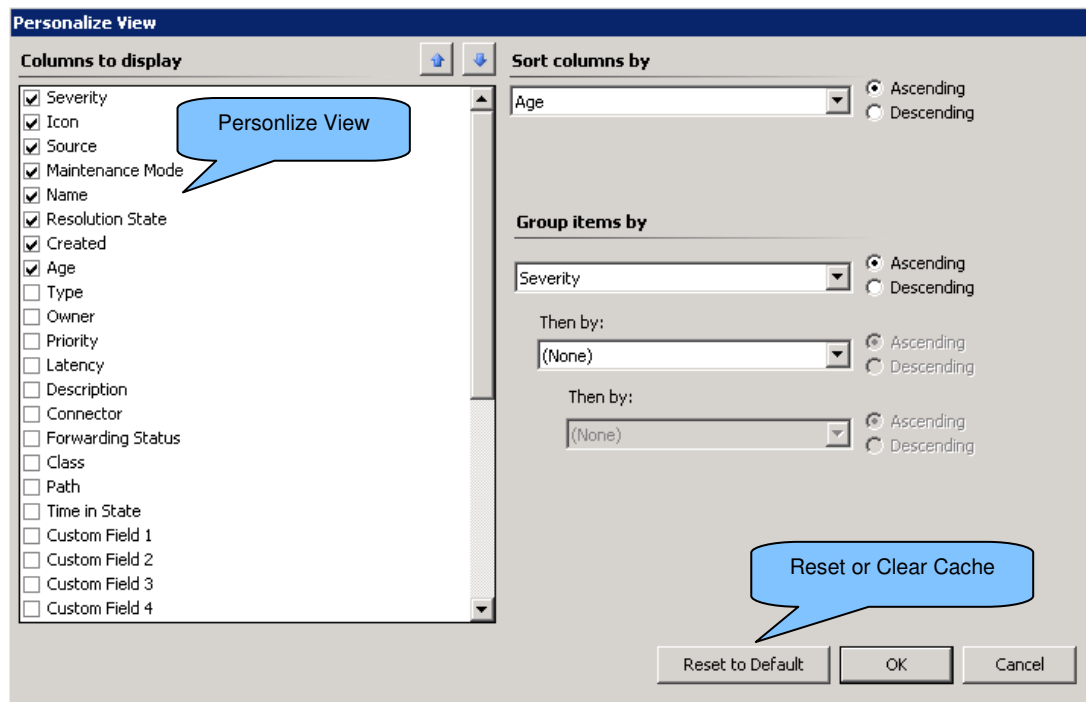 Personalize View
Columns to display
Severity
Icon
Source
Maintenance Mode
Name
Resolution State
Created
Age
Type
Owner
Priority
Latency
Description
Connector
Forwarding Status
Class
Path
Time in State
Custom Field 1
Custom Field 2
Custom Field 3
Custom Field 4
Personlize View
Sort columns by
Age
Ascending
Descending
Group items by
Severity
Ascending
Descending
Then by:
(None)
Ascending
Descending
Then by:
(None)
Ascending
Descending
Reset or Clear Cache
Reset to Default
OK
Cancel